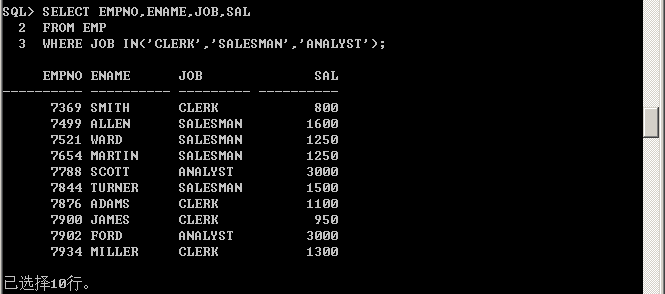 SQL> SELECT EMPNO,ENAME,JOB,SAL
  2  FROM EMP
  3  WHERE JOB IN('CLERK','SALESMAN','ANALYST');
     EMPNO ENAME      JOB              SAL
---------- ---------- --------- ----------
      7369 SMITH      CLERK            800
      7499 ALLEN      SALESMAN        1600
      7521 WARD       SALESMAN        1250
      7654 MARTIN     SALESMAN        1250
      7788 SCOTT      ANALYST         3000
      7844 TURNER     SALESMAN        1500
      7876 ADAMS      CLERK           1100
      7900 JAMES      CLERK            950
      7902 FORD       ANALYST         3000
      7934 MILLER     CLERK           1300
已选择10行。